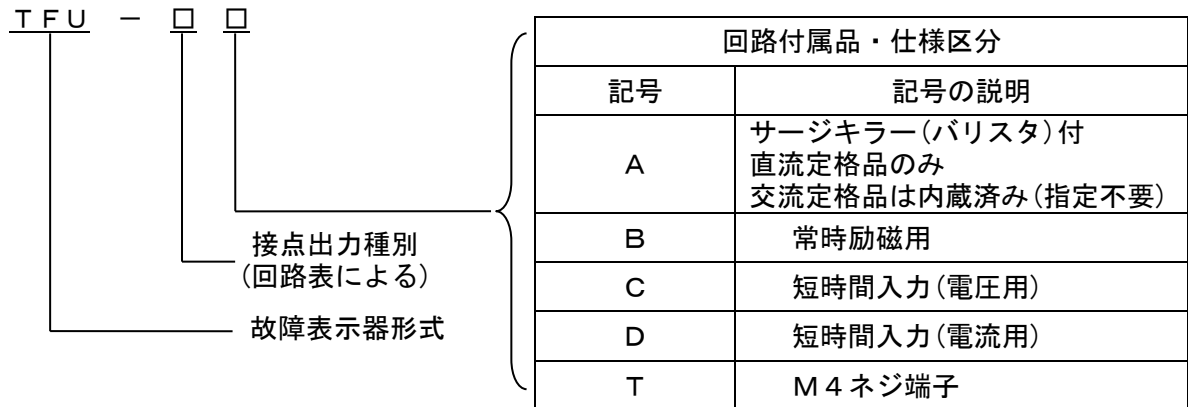 TFU － □ □
回路付属品・仕様区分
記号 記号の説明
A サージキラー(バリスタ)付
直流定格品のみ
交流定格品は内蔵済み(指定不要)
B 常時励磁用
C 短時間入力(電圧用)
D 短時間入力(電流用)
T M4ネジ端子
接点出力種別
(回路表による)
故障表示器形式